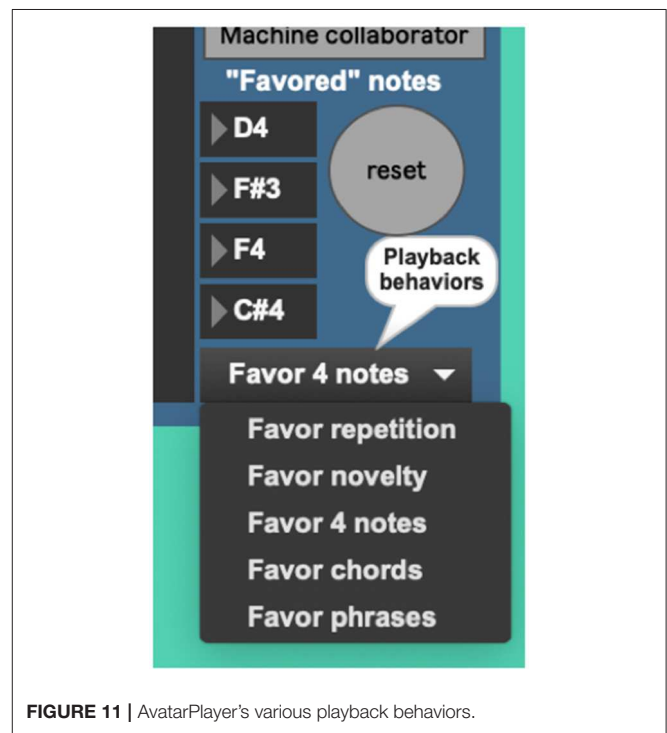 Machine collaborator
"Favored" notes
D4
F#3
F4
C#4
reset
Playback
behaviors
Favor 4 notes
Favor repetition
Favor novelty
Favor 4 notes
Favor chords
Favor phrases
FIGURE 11 | AvatarPlayer's various playback behaviors.